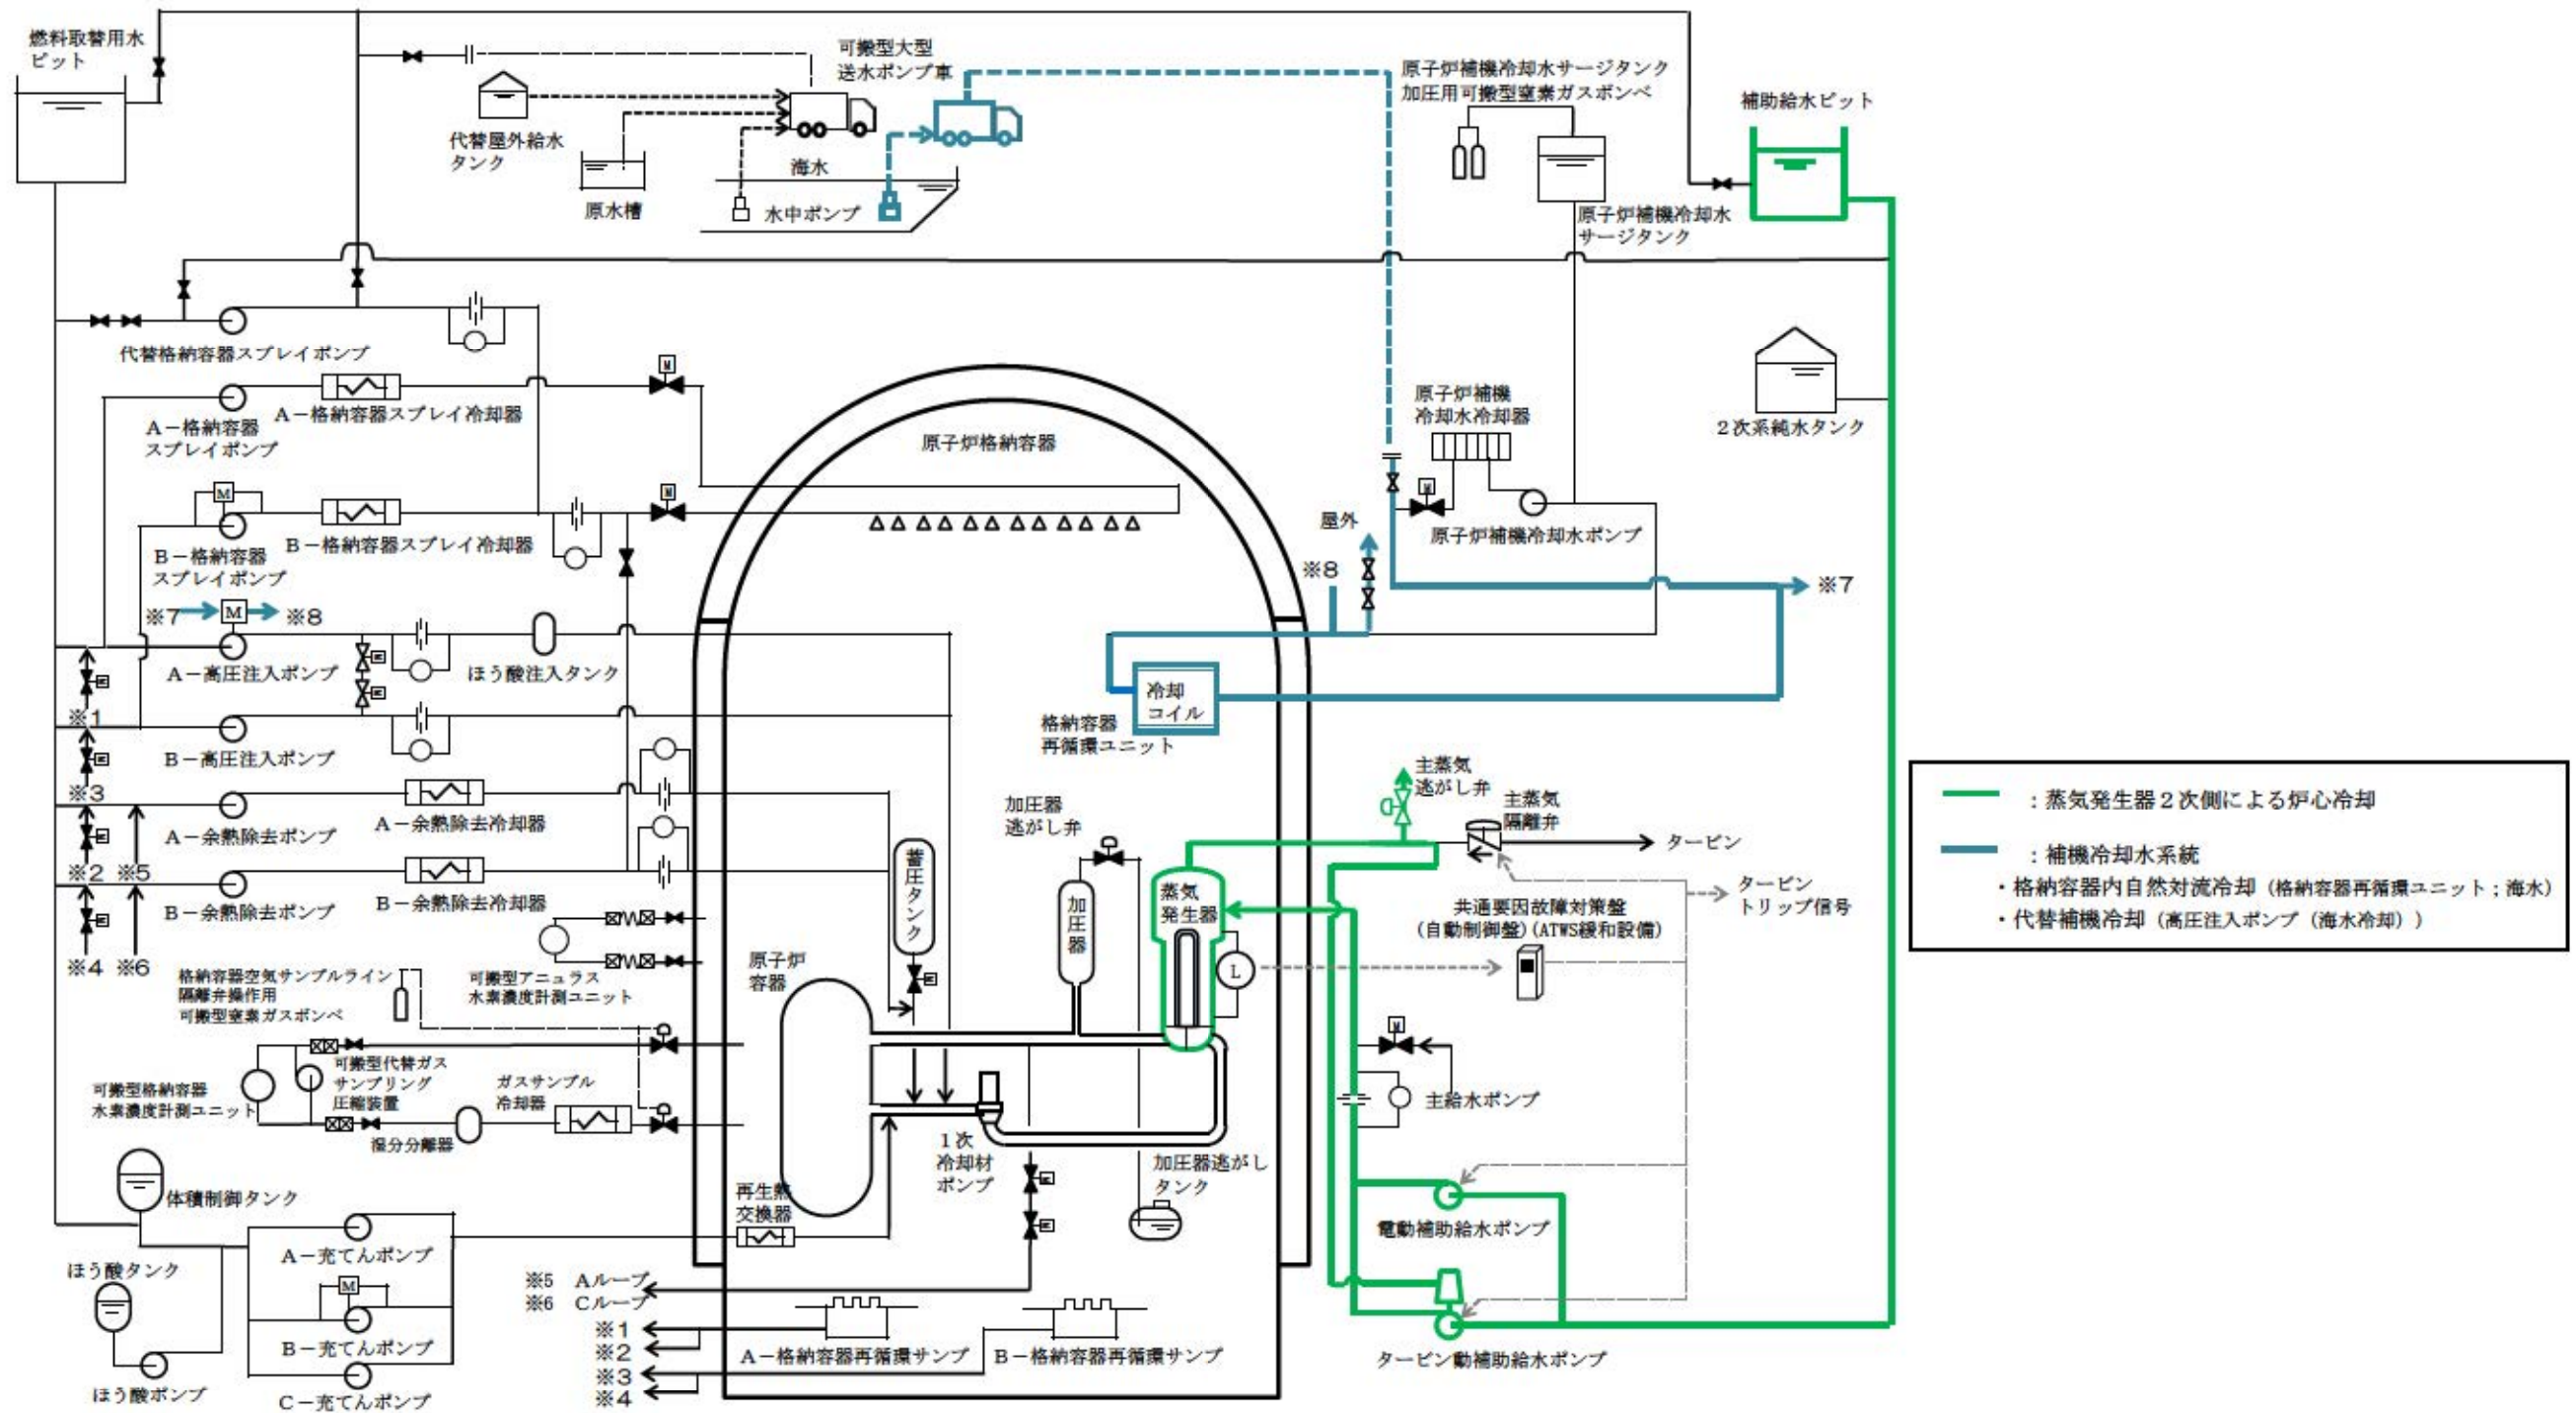 燃料取替用水
ピット
可搬型大型
送水ポンプ車
代替屋外給水
タンク
原水槽
海水
水中ポンプ
原子炉補機冷却水サージタンク
加圧用可搬型窒素ガスボンベ
原子炉補機冷却水
サージタンク
補助給水ピット
2次系純水タンク
代替格納容器スプレイポンプ
A－格納容器スプレイ冷却器
A－格納容器
スプレイポンプ
M
M
B－格納容器スプレイ冷却器
B－格納容器
スプレイポンプ
M
※7
M
※8
A－高圧注入ポンプ
ほう酸注入タンク
※1
B－高圧注入ポンプ
※3
A－余熱除去ポンプ
A－余熱除去冷却器
※2
※5
B－余熱除去ポンプ
B－余熱除去冷却器
※4
※6
原子炉格納容器
原子炉補機
冷却水冷却器
M
原子炉補機冷却水ポンプ
屋外
※8
※7
冷却
コイル
格納容器
再循環ユニット
主蒸気
逃がし弁
主蒸気
隔離弁
タービン
タービン
トリップ信号
共通要因故障対策盤
(自動制御盤)(ATWS緩和設備)
加圧器
逃がし弁
蓄圧タンク
加圧器
蒸気
発生器
L
原子炉
容器
格納容器空気サンプルライン
隔離弁操作用
可搬型窒素ガスボンベ
可搬型アニュラス
水素濃度計測ユニット
可搬型格納容器
水素濃度計測ユニット
可搬型代替ガス
サンプリング
圧縮装置
ガスサンプル
冷却器
湿分分離器
M
主給水ポンプ
1次
冷却材
ポンプ
加圧器逃がし
タンク
再生熱
交換器
体積制御タンク
A－充てんポンプ
ほう酸タンク
M
B－充てんポンプ
ほう酸ポンプ
C－充てんポンプ
※5 Aループ
※6 Cループ
※1
※2
※3
※4
A－格納容器再循環サンプ
B－格納容器再循環サンプ
電動補助給水ポンプ
タービン動補助給水ポンプ
：蒸気発生器２次側による炉心冷却
：補機冷却水系統
・格納容器内自然対流冷却（格納容器再循環ユニット；海水）
・代替補機冷却（高圧注入ポンプ（海水冷却））